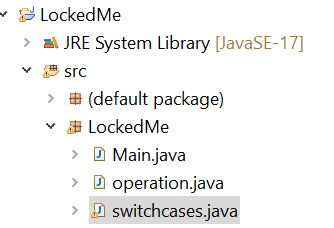 LockedMe
JRE System Library [JavaSE-17]
src
(default package)
LockedMe
Main.java
operation.java
switchcases.java